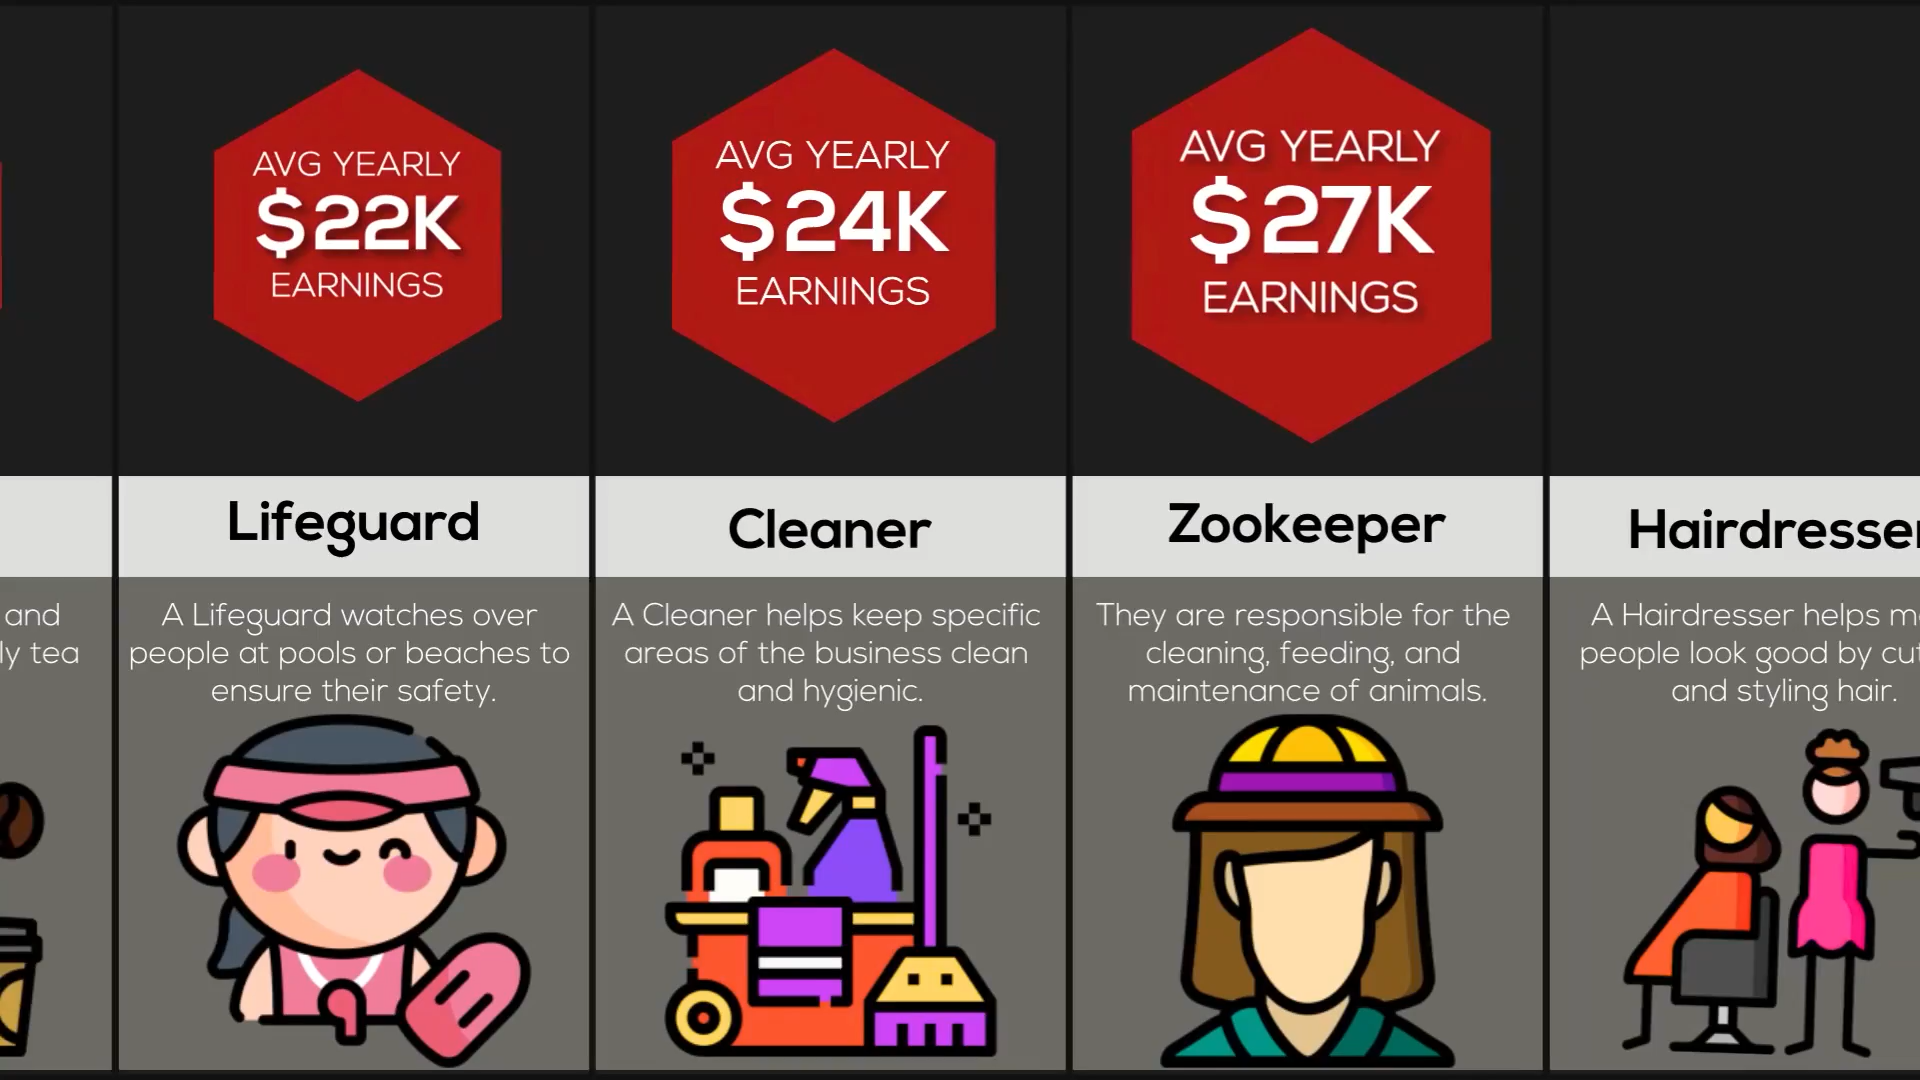 and
ly tea
AVG YEARLY
$22K
EARNINGS
Lifeguard
A Lifeguard watches over
people at pools or beaches to
ensure their safety.
AVG YEARLY
$24K
EARNINGS
Cleaner
A Cleaner helps keep specific
areas of the business clean
and hygienic.
AVG YEARLY
$27K
EARNINGS
Zookeeper
They are responsible for the
cleaning, feeding, and
maintenance of animals.
Hairdresser
A Hairdresser helps m
people look good by cu
and styling hair.